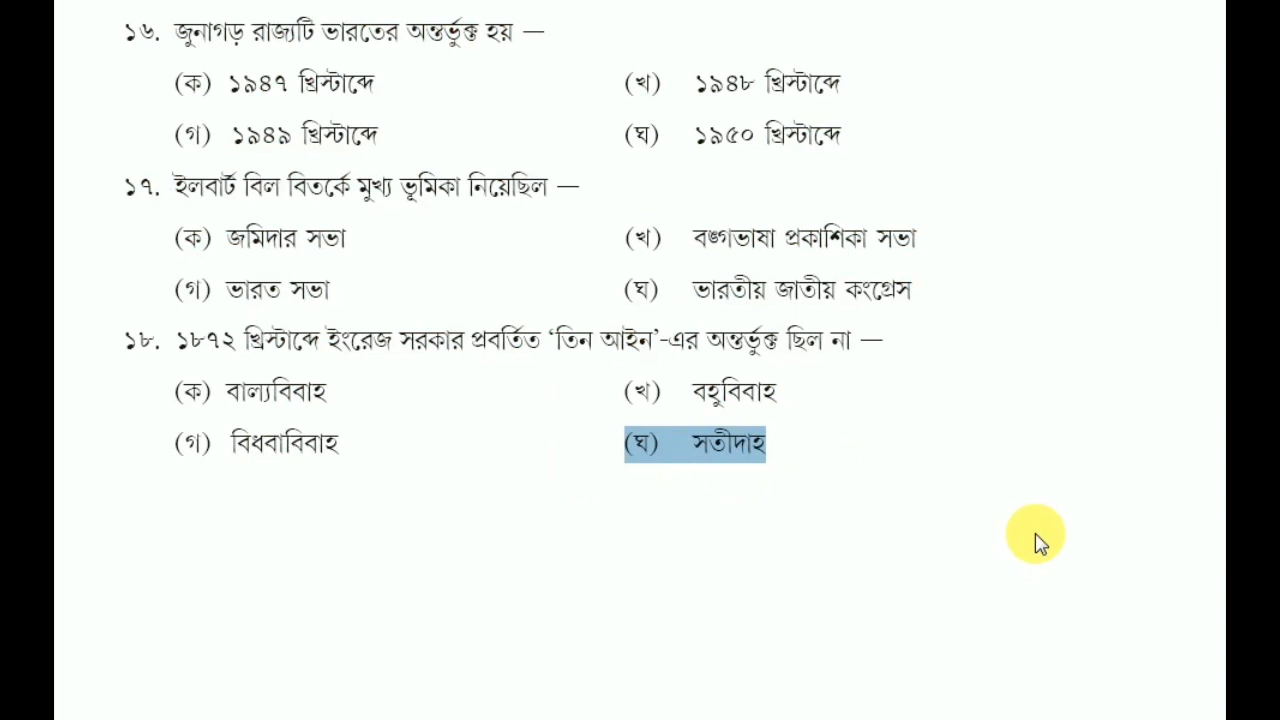 ১৬. জুনাগড় রাজ্যটি ভারতের অন্তর্ভুক্ত হয় —
(ক) ১৯৪৭ খ্রিস্টাব্দে (খ) ১৯৪৮ খ্রিস্টাব্দে
(গ) ১৯৪৯ খ্রিস্টাব্দে (ঘ) ১৯৫০ খ্রিস্টাব্দে
১৭. ইলবার্ট বিল বিতর্কে মুখ্য ভূমিকা নিয়েছিল —
(ক) জমিদার সভা (খ) বঙ্গভাষা প্রকাশিকা সভা
(গ) ভারত সভা (ঘ) ভারতীয় জাতীয় কংগ্রেস
১৮. ১৮৭২ খ্রিস্টাব্দে ইংরেজ সরকার প্রবর্তিত ‘তিন আইন’-এর অন্তর্ভুক্ত ছিল না —
(ক) বাল্যবিবাহ (খ) বহুবিবাহ
(গ) বিধবাবিবাহ (ঘ) সতীদাহ